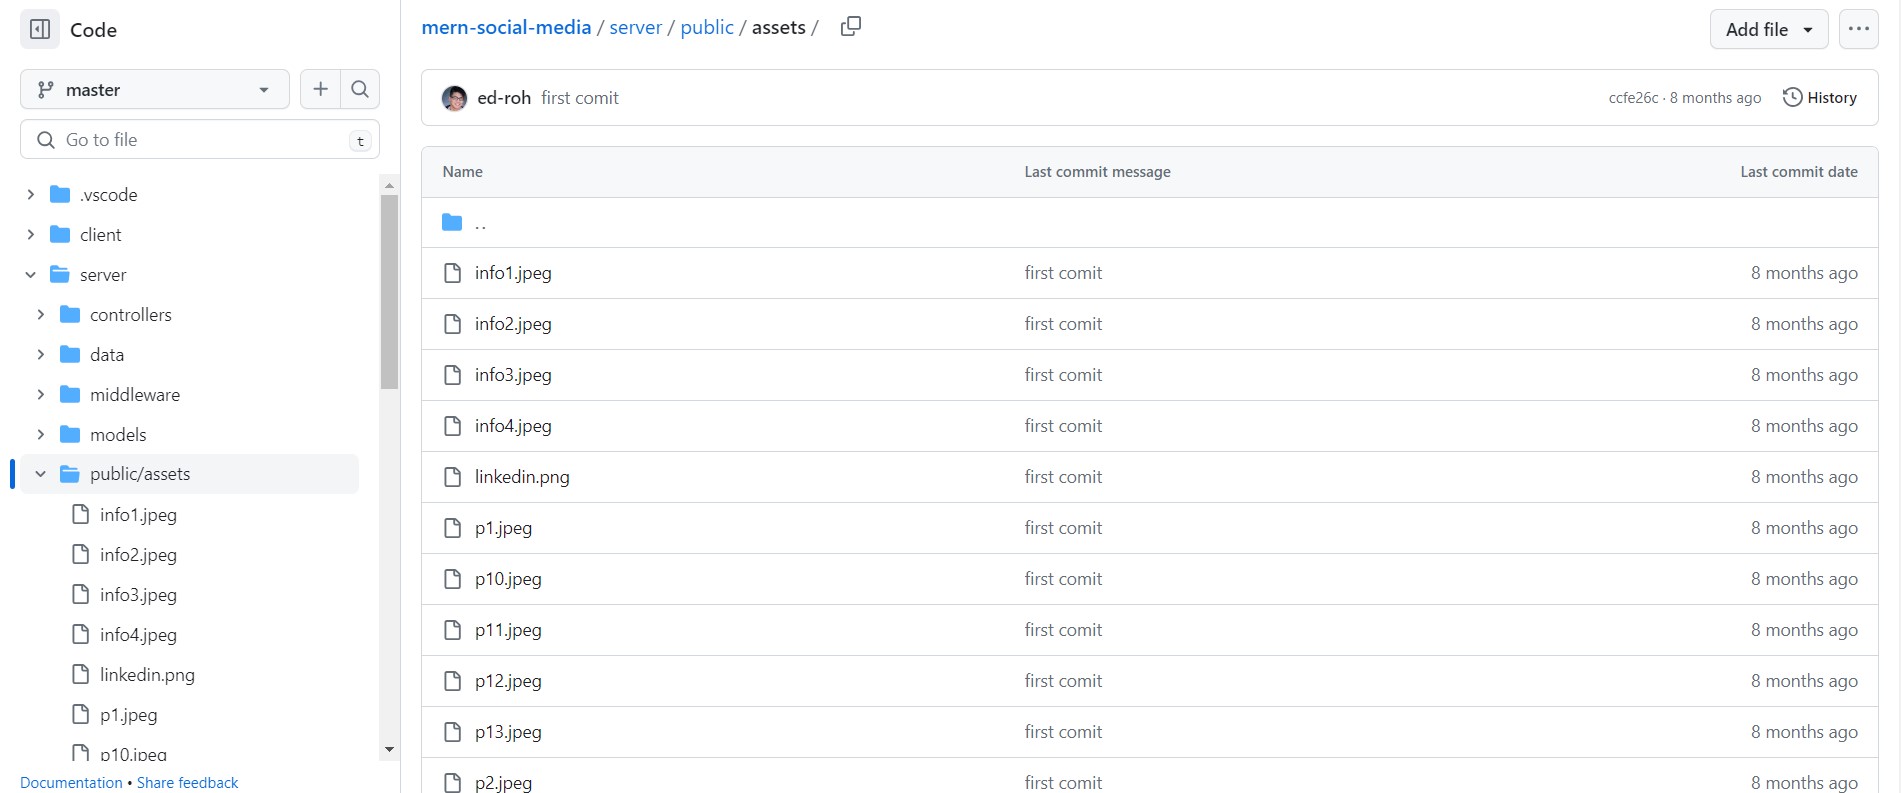 Code
master
Go to file
t
.vscode
client
server
controllers
data
middleware
models
public/assets
info1.jpeg
info2.jpeg
info3.jpeg
info4.jpeg
linkedin.png
p1.jpeg
p10.jpeg
Documentation • Share feedback
mern-social-media / server / public / assets /
Add file
ed-roh first comit
ccfe26c · 8 months ago
History
Name Last commit message Last commit date
..
info1.jpeg first comit 8 months ago
info2.jpeg first comit 8 months ago
info3.jpeg first comit 8 months ago
info4.jpeg first comit 8 months ago
linkedin.png first comit 8 months ago
p1.jpeg first comit 8 months ago
p10.jpeg first comit 8 months ago
p11.jpeg first comit 8 months ago
p12.jpeg first comit 8 months ago
p13.jpeg first comit 8 months ago
p2.jpeg first comit 8 months ago